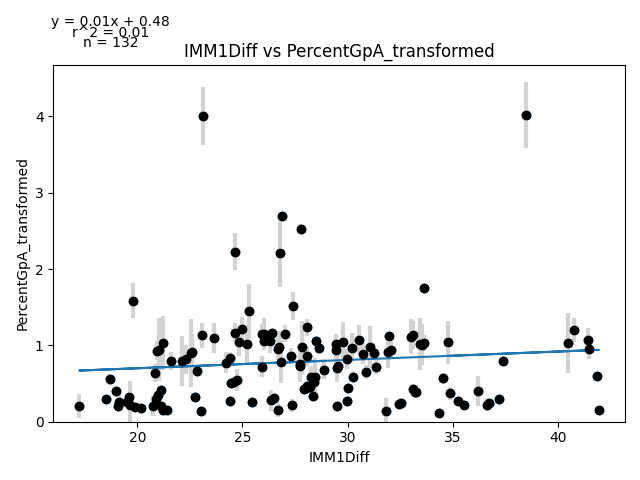 y = 0.01x + 0.48
r^2 = 0.01
n = 132
IMM1Diff vs PercentGpA_transformed
PercentGpA_transformed
4
3
2
1
0
20 25 30 35 40
IMM1Diff